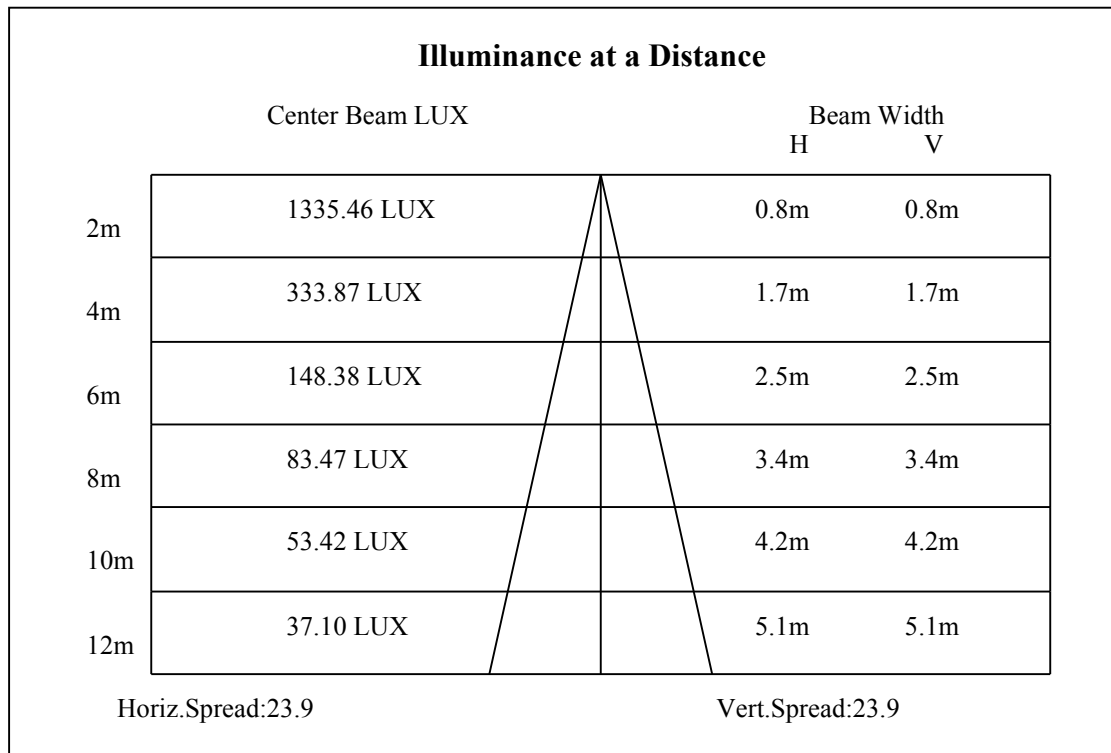 Illuminance at a Distance
Center Beam LUX Beam Width
H V
2m 1335.46 LUX 0.8m 0.8m
4m 333.87 LUX 1.7m 1.7m
6m 148.38 LUX 2.5m 2.5m
8m 83.47 LUX 3.4m 3.4m
10m 53.42 LUX 4.2m 4.2m
12m 37.10 LUX 5.1m 5.1m
Horiz.Spread:23.9 Vert.Spread:23.9